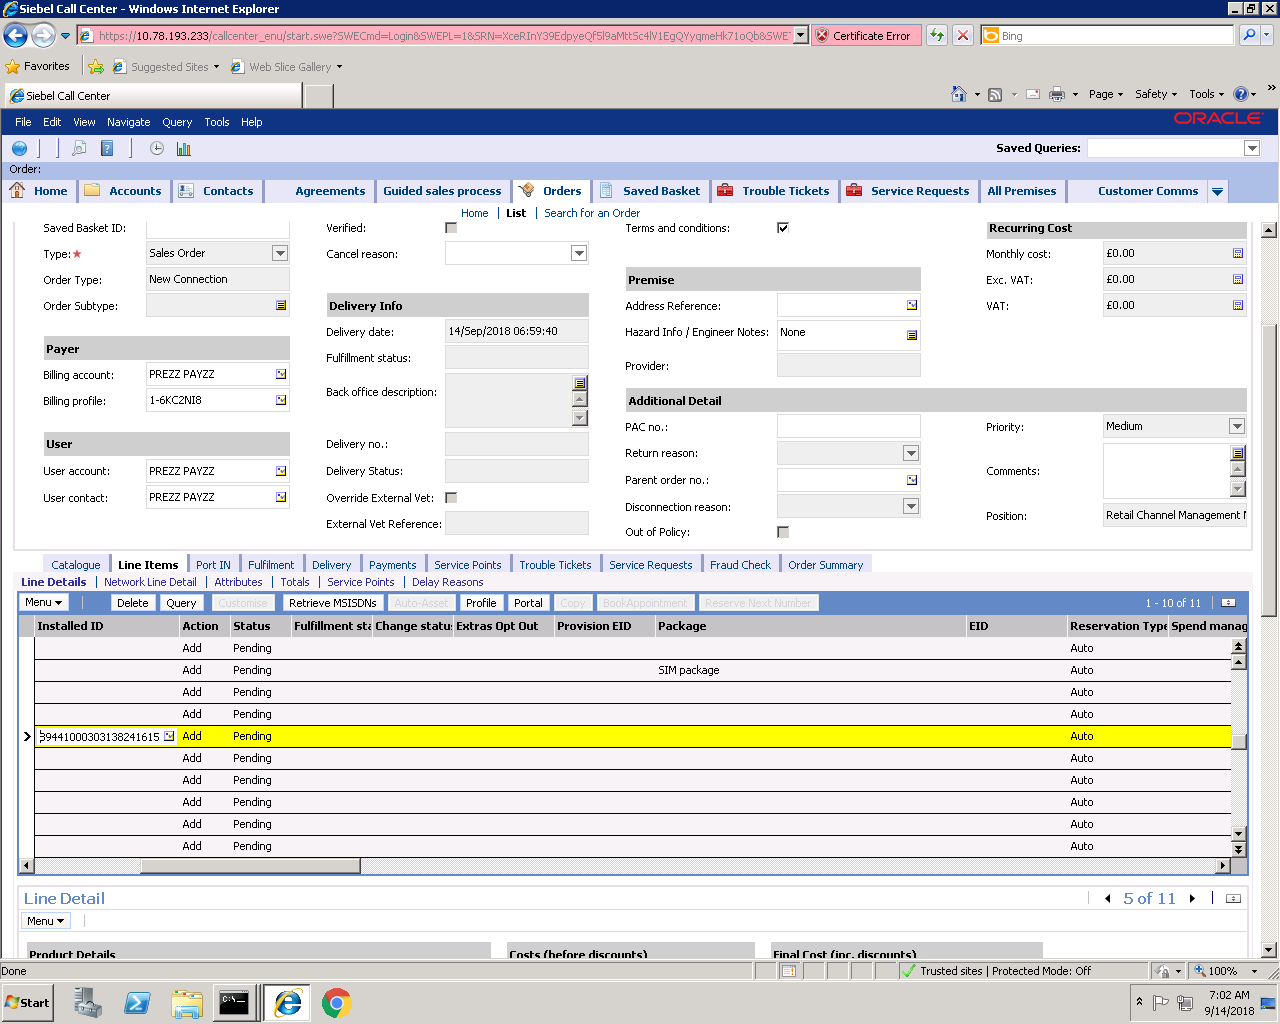 Siebel Call Center - Windows Internet Explorer
https://10.78.193.233/callcenter_enu/start.swe?SWECmd=Login&SWEPL=1&SRN=
Certificate Error
Bing
Favorites
Suggested Sites
Web Slice Gallery
Siebel Call Center
Page Safety Tools
File Edit View Navigate Query Tools Help
ORACLE
Saved Queries:
Order:
Home Accounts Contacts Agreements Guided sales process Orders Saved Basket Trouble Tickets Service Requests All Premises Customer Comms
Home | List | Search for an Order
Saved Basket ID: Verified: Terms and conditions: Recurring Cost
Type: Sales Order Cancel reason: Monthly cost: £0.00
Order Type: New Connection Premise Exc. VAT: £0.00
Order Subtype: Delivery Info Address Reference: VAT: £0.00
Delivery date: 14/Sep/2018 06:59:40 Hazard Info / Engineer Notes: None
Payer Fulfillment status: Provider:
Billing account: PREZZ PAYZZ Back office description:
Billing profile: 1-6KC2NI8 Additional Detail
PAC no.: Priority: Medium
User Delivery no.: Return reason:
User account: PREZZ PAYZZ Delivery Status: Parent order no.: Comments:
User contact: PREZZ PAYZZ Override External Vet: Disconnection reason:
External Vet Reference: Out of Policy: Position: Retail Channel Management
Catalogue Line Items Port IN Fulfilment Delivery Payments Service Points Trouble Tickets Service Requests Fraud Check Order Summary
Line Details | Network Line Detail | Attributes | Totals | Service Points | Delay Reasons
Menu Delete Query Customise Retrieve MSISDNs Auto-Asset Profile Portal Copy BookAppointment Reserve Next Number 1 - 10 of 11
Installed ID Action Status Fulfillment sta Change statu Extras Opt Out Provision EID Package EID Reservation Type Spend manag
Add Pending Auto
Add Pending SIM package Auto
Add Pending Auto
Add Pending Auto
89441000303138241615 Add Pending Auto
Add Pending Auto
Add Pending Auto
Add Pending Auto
Add Pending Auto
Add Pending Auto
Line Detail 5 of 11
Menu
Product Details Costs (before discounts) Final Cost (inc. discounts)
Done Trusted sites | Protected Mode: Off 100%
Start 7:02 AM
9/14/2018